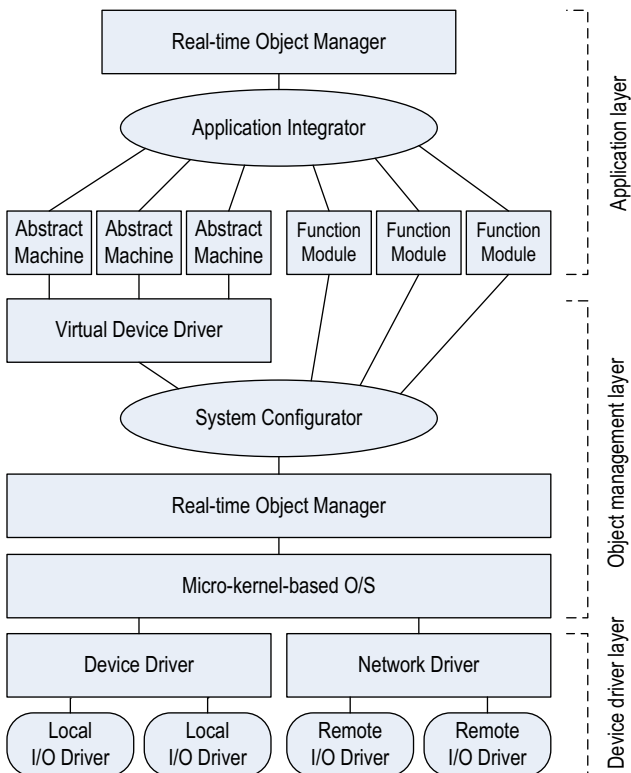 Real-time Object Manager
Application Integrator
Abstract
Machine
Abstract
Machine
Abstract
Machine
Function
Module
Function
Module
Function
Module
Application layer
Virtual Device Driver
System Configurator
Real-time Object Manager
Micro-kernel-based O/S
Object management layer
Device Driver
Network Driver
Local
I/O Driver
Local
I/O Driver
Remote
I/O Driver
Remote
I/O Driver
Device driver layer